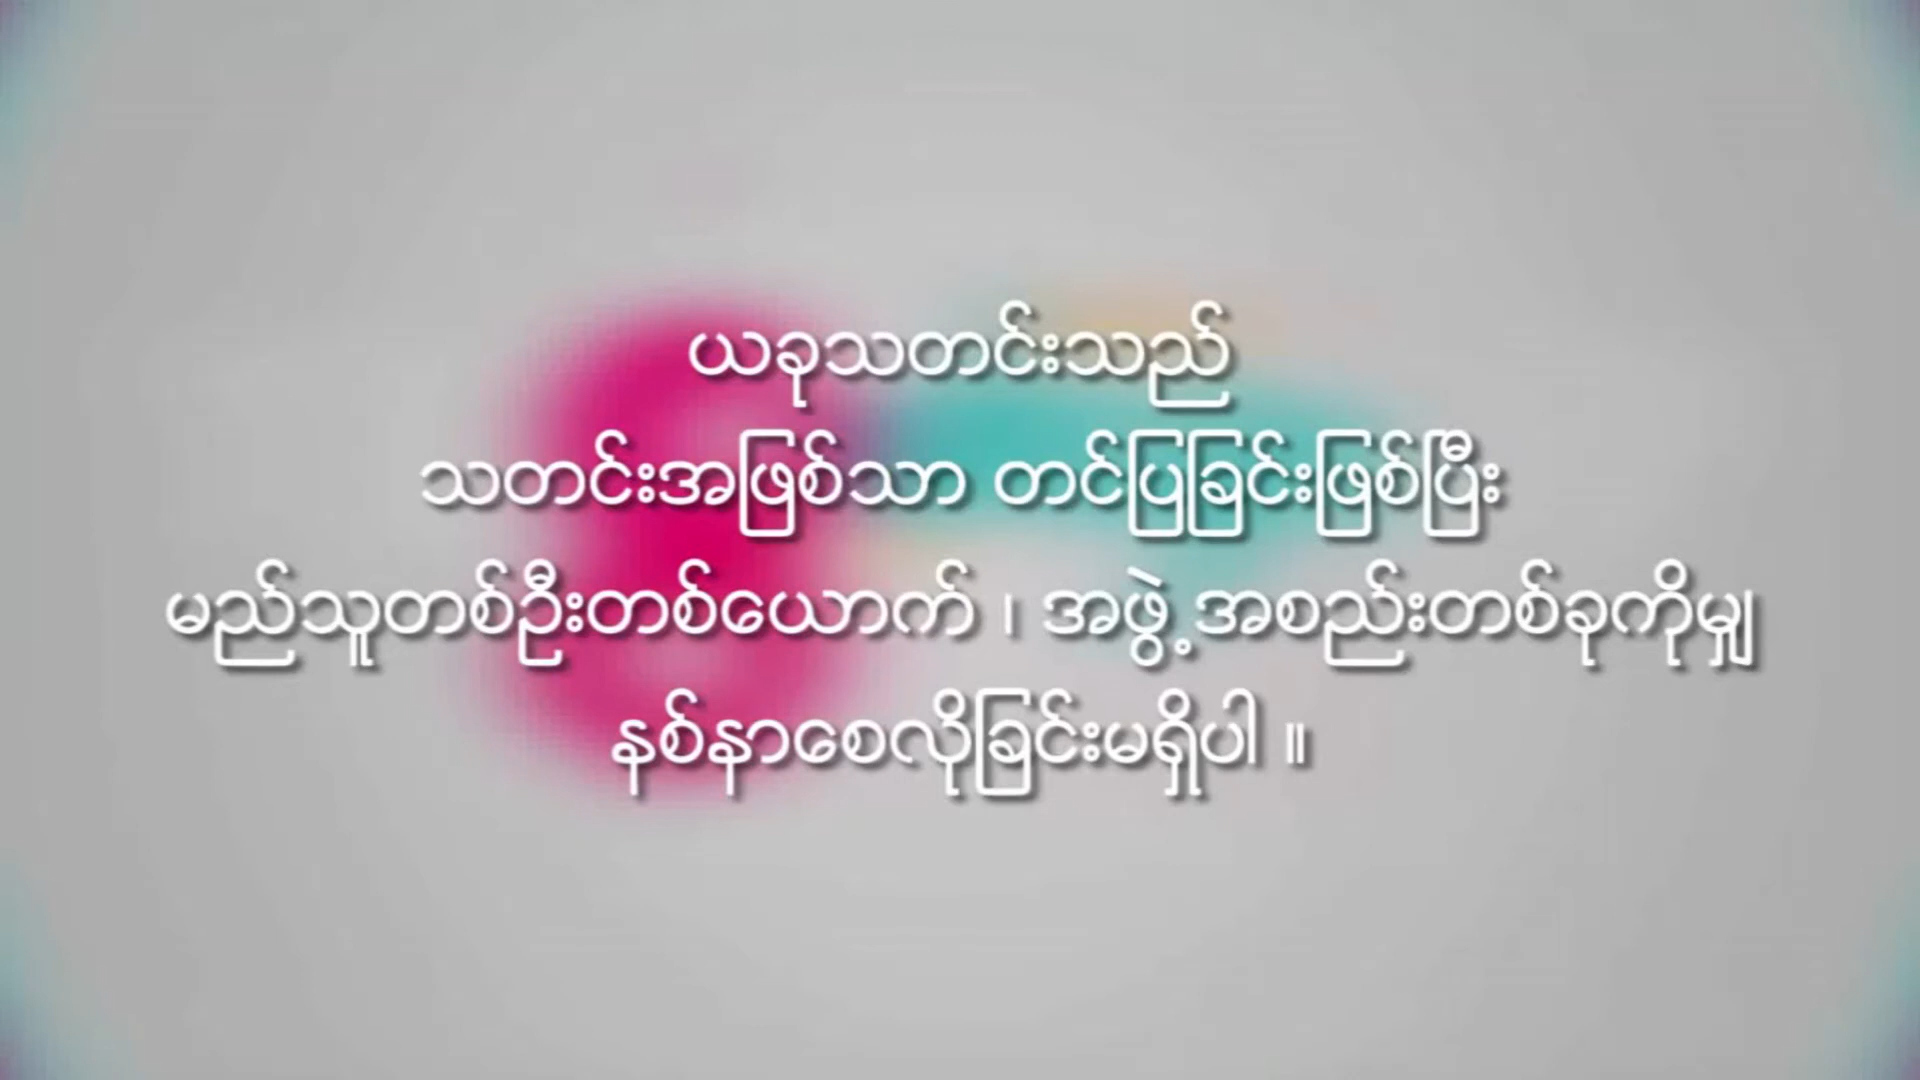 ယခုသတင်းသည်
သတင်းအဖြစ်သာ တင်ပြခြင်းဖြစ်ပြီး
မည်သူတစ်ဦးတစ်ယောက် ၊ အဖွဲ့အစည်းတစ်ခုကိုမျှ
နစ်နာစေလိုခြင်းမရှိပါ ။